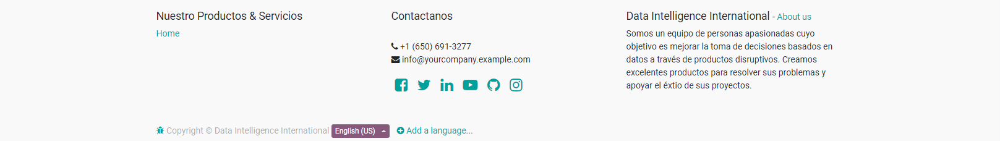 Nuestro Productos & Servicios
Home
Contactanos
+1 (650) 691-3277
info@yourcompany.example.com
Data Intelligence International - About us
Somos un equipo de personas apasionadas cuyo
objetivo es mejorar la toma de decisiones basados en
datos a través de productos disruptivos. Creamos
excelentes productos para resolver sus problemas y
apoyar el éxtio de sus proyectos.
Copyright © Data Intelligence International English (US) Add a language...